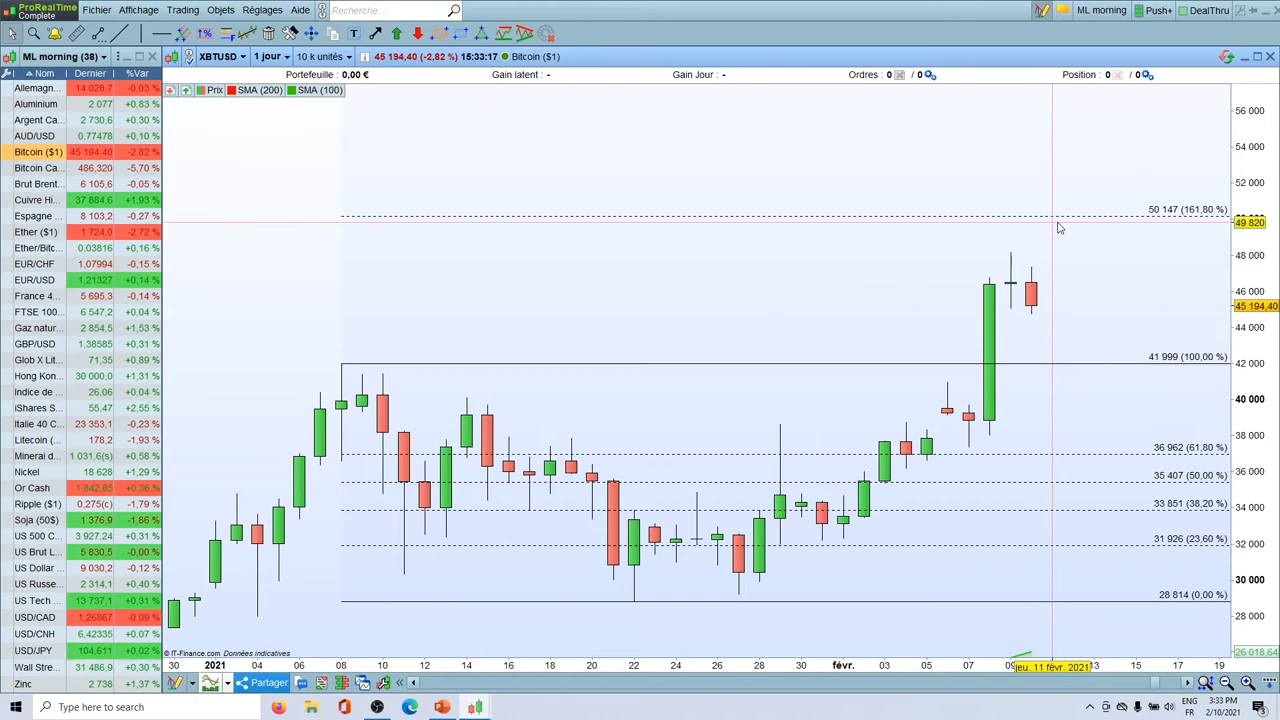 ProRealTime
Complete
Fichier Affichage Trading Objets Réglages Aide Recherche ML morning Push+ DealThru
ML morning (38) XBTUSD 1 jour 10 k unités 45 194,40 (-2,82 %) 15:33:17 Bitcoin ($1)
Nom Dernier %Var
Portefeuille : 0,00 € Gain latent : - Gain Jour : - Ordres : 0 / 0 Position : 0 / 0
Prix SMA (200) SMA (100)
Allemagn... 14 028,7 -0,03 %
Aluminium 2 077 +0,83 %
Argent Ca... 2 730,6 +0,30 %
AUD/USD 0,77478 +0,10 %
Bitcoin ($1) 45 194,40 -2,82 %
Bitcoin Ca... 486,320 -5,70 %
Brut Brent... 6 105,6 -0,05 %
Cuivre Hi... 37 884,6 +1,93 %
Espagne ... 8 103,2 -0,27 %
Ether ($1) 1 724,0 -2,72 %
Ether/Bitc... 0,03816 +0,16 %
EUR/CHF 1,07994 -0,15 %
EUR/USD 1,21327 +0,14 %
France 4... 5 695,3 -0,14 %
FTSE 100... 6 547,2 +0,04 %
Gaz natur... 2 854,5 +1,53 %
GBP/USD 1,38585 +0,31 %
Glob X Lit... 71,35 +0,89 %
Hong Kon... 30 000,0 +1,31 %
Indice de ... 26,06 +0,04 %
iShares S... 55,47 +2,55 %
Italie 40 C... 23 353,1 -0,23 %
Litecoin (... 178,2 -1,93 %
Minerai d... 1 031,6(s) +0,58 %
Nickel 18 628 +1,29 %
Or Cash 1 842,65 +0,36 %
Ripple ($1) 0,275(c) -1,79 %
Soja (50$) 1 376,9 -1,86 %
US 500 C... 3 927,24 +0,31 %
US Brut L... 5 830,5 -0,00 %
US Dollar ... 9 030,2 -0,12 %
US Russe... 2 314,1 +0,40 %
US Tech ... 13 737,1 +0,31 %
USD/CAD 1,26867 -0,09 %
USD/CNH 6,42335 +0,07 %
USD/JPY 104,611 +0,02 %
Wall Stre... 31 486,9 +0,30 %
Zinc 2 738 +1,37 %
56 000
54 000
52 000
50 147 (161,80 %)
49 820
48 000
46 000
45 194,40
44 000
41 999 (100,00 %)
42 000
40 000
38 000
36 962 (61,80 %)
36 000
35 407 (50,00 %)
34 000
33 851 (38,20 %)
32 000
31 926 (23,60 %)
30 000
28 814 (0,00 %)
28 000
26 018.64
© IT-Finance.com Données indicatives
30 2021 04 06 08 10 12 14 16 18 20 22 24 26 28 févr. 03 05 07 09 jeu. 11 févr. 2021 13 15 17 19
Partager
Type here to search
ENG
FR
3:33 PM
2/10/2021
3